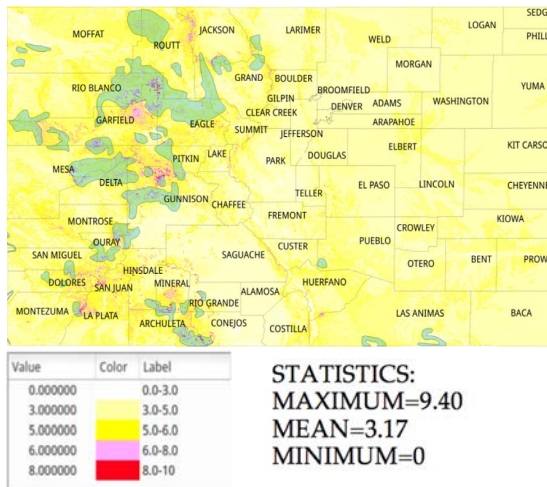 SEDG
JACKSON LARIMER LOGAN
MOFFAT WELD PHILL
ROUTT
MORGAN
GRAND BOULDER
RIO BLANCO BROOMFIELD YUMA
GILPIN DENVER ADAMS WASHINGTON
GARFIELD CLEAR CREEK
EAGLE SUMMIT ARAPAHOE
JEFFERSON
ELBERT KIT CARSO
PITKIN LAKE DOUGLAS
MESA PARK
DELTA EL PASO LINCOLN CHEYENN
TELLER
GUNNISON CHAFFEE
FREMONT KIOWA
MONTROSE CROWLEY
OURAY PUEBLO
CUSTER
SAN MIGUEL SAGUACHE OTERO BENT PROW
HINSDALE
DOLORES SAN JUAN MINERAL HUERFANO
ALAMOSA
RIO GRANDE
MONTEZUMA LA PLATA LAS ANIMAS BACA
ARCHULETA CONEJOS COSTILLA
Value Color Label
0.000000 0.0-3.0
3.000000 3.0-5.0
5.000000 5.0-6.0
6.000000 6.0-8.0
8.000000 8.0-10
STATISTICS:
MAXIMUM=9.40
MEAN=3.17
MINIMUM=0